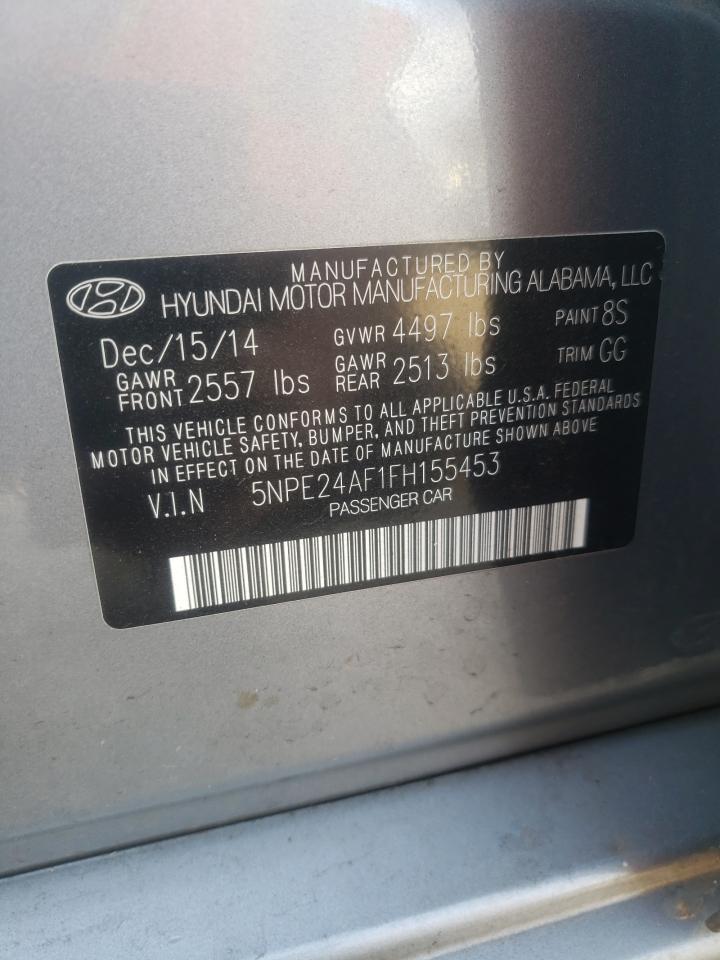 MANUFACTURED BY
HYUNDAI MOTOR MANUFACTURING ALABAMA, LLC
Dec/15/14 GVWR 4497 lbs PAINT 8S
GAWR FRONT 2557 lbs GAWR REAR 2513 lbs TRIM GG
THIS VEHICLE CONFORMS TO ALL APPLICABLE U.S.A. FEDERAL
MOTOR VEHICLE SAFETY, BUMPER, AND THEFT PREVENTION STANDARDS
IN EFFECT ON THE DATE OF MANUFACTURE SHOWN ABOVE
V.I.N 5NPE24AF1FH155453
PASSENGER CAR